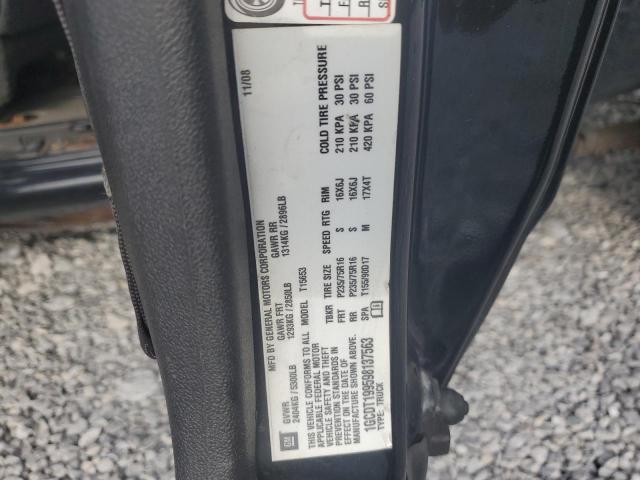 MFD BY GENERAL MOTORS CORPORATION
11/08
GM
GVWR GAWR FRT GAWR RR
2404KG / 5300LB 1293KG / 2850LB 1314KG / 2896LB
THIS VEHICLE CONFORMS TO ALL MODEL T15653
APPLICABLE FEDERAL MOTOR
VEHICLE SAFETY AND THEFT
PREVENTION STANDARDS IN
EFFECT ON THE DATE OF
MANUFACTURE SHOWN ABOVE.
1GCDT199598137563
TYPE: TRUCK
TBKR TIRE SIZE SPEED RTG RIM COLD TIRE PRESSURE
FRT P235/75R16 S 16X6J 210 KPA 30 PSI
RR P235/75R16 S 16X6J 210 KPA 30 PSI
SPA T155/90D17 M 17X4T 420 KPA 60 PSI